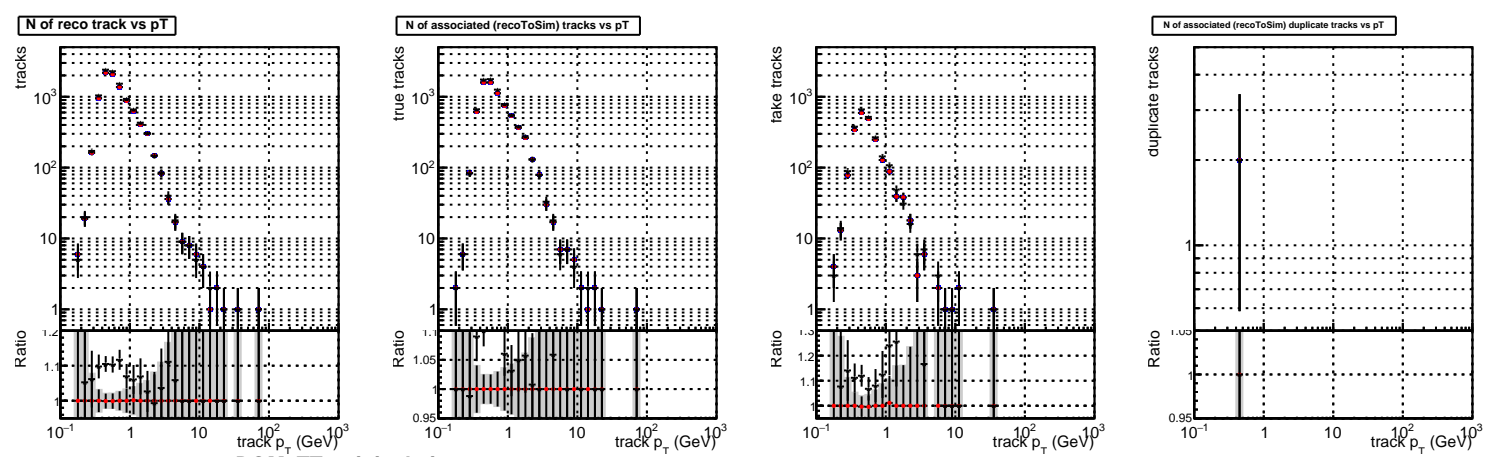 N of reco track vs pT
tracks
10³
10²
10
1
Ratio
1.2
1.1
1
10⁻¹ 1 10 10² 10³
track p_T (GeV)
N of associated (recoToSim) tracks vs pT
true tracks
10³
10²
10
1
Ratio
1.1
1.05
1
0.95
10⁻¹ 1 10 10² 10³
track p_T (GeV)
fake tracks
10³
10²
10
1
Ratio
1.3
1.2
1.1
1
10⁻¹ 1 10 10² 10³
track p_T (GeV)
N of associated (recoToSim) duplicate tracks vs pT
duplicate tracks
1
Ratio
1.05
1
0.95
10⁻¹ 1 10 10² 10³
track p_T (GeV)